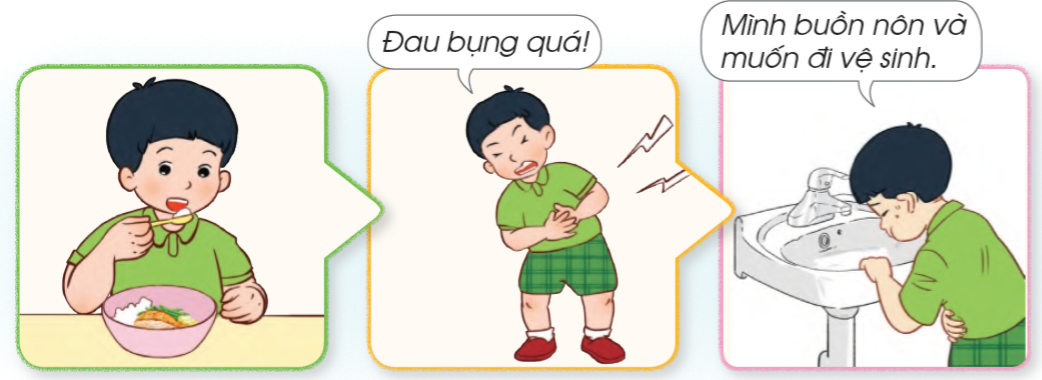 Đau bụng quá!
Mình buồn nôn và
muốn đi vệ sinh.